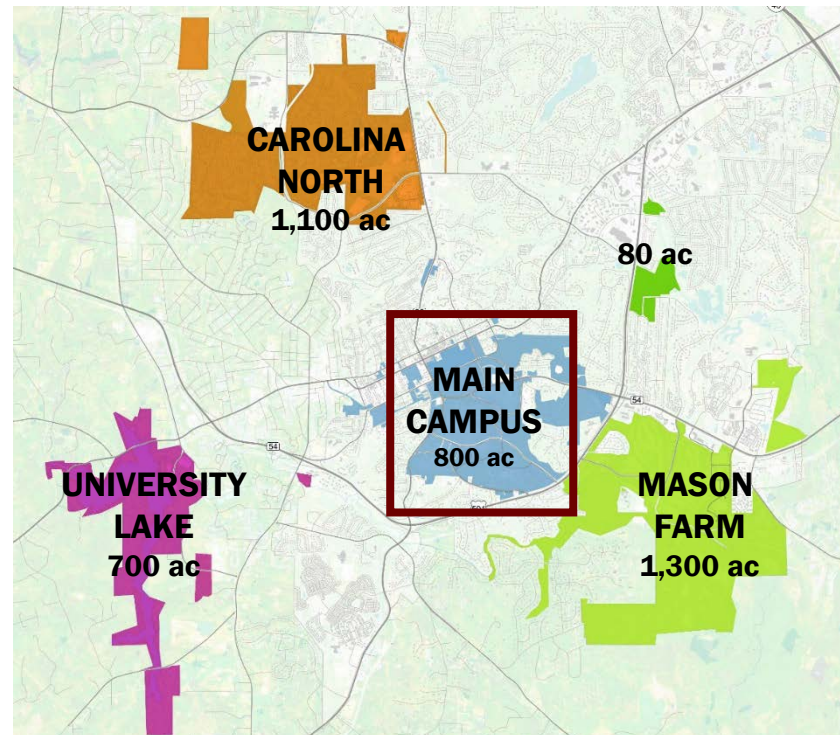 CAROLINA
NORTH
1,100 ac
80 ac
MAIN
CAMPUS
800 ac
54
54
UNIVERSITY
LAKE
700 ac
MASON
FARM
1,300 ac